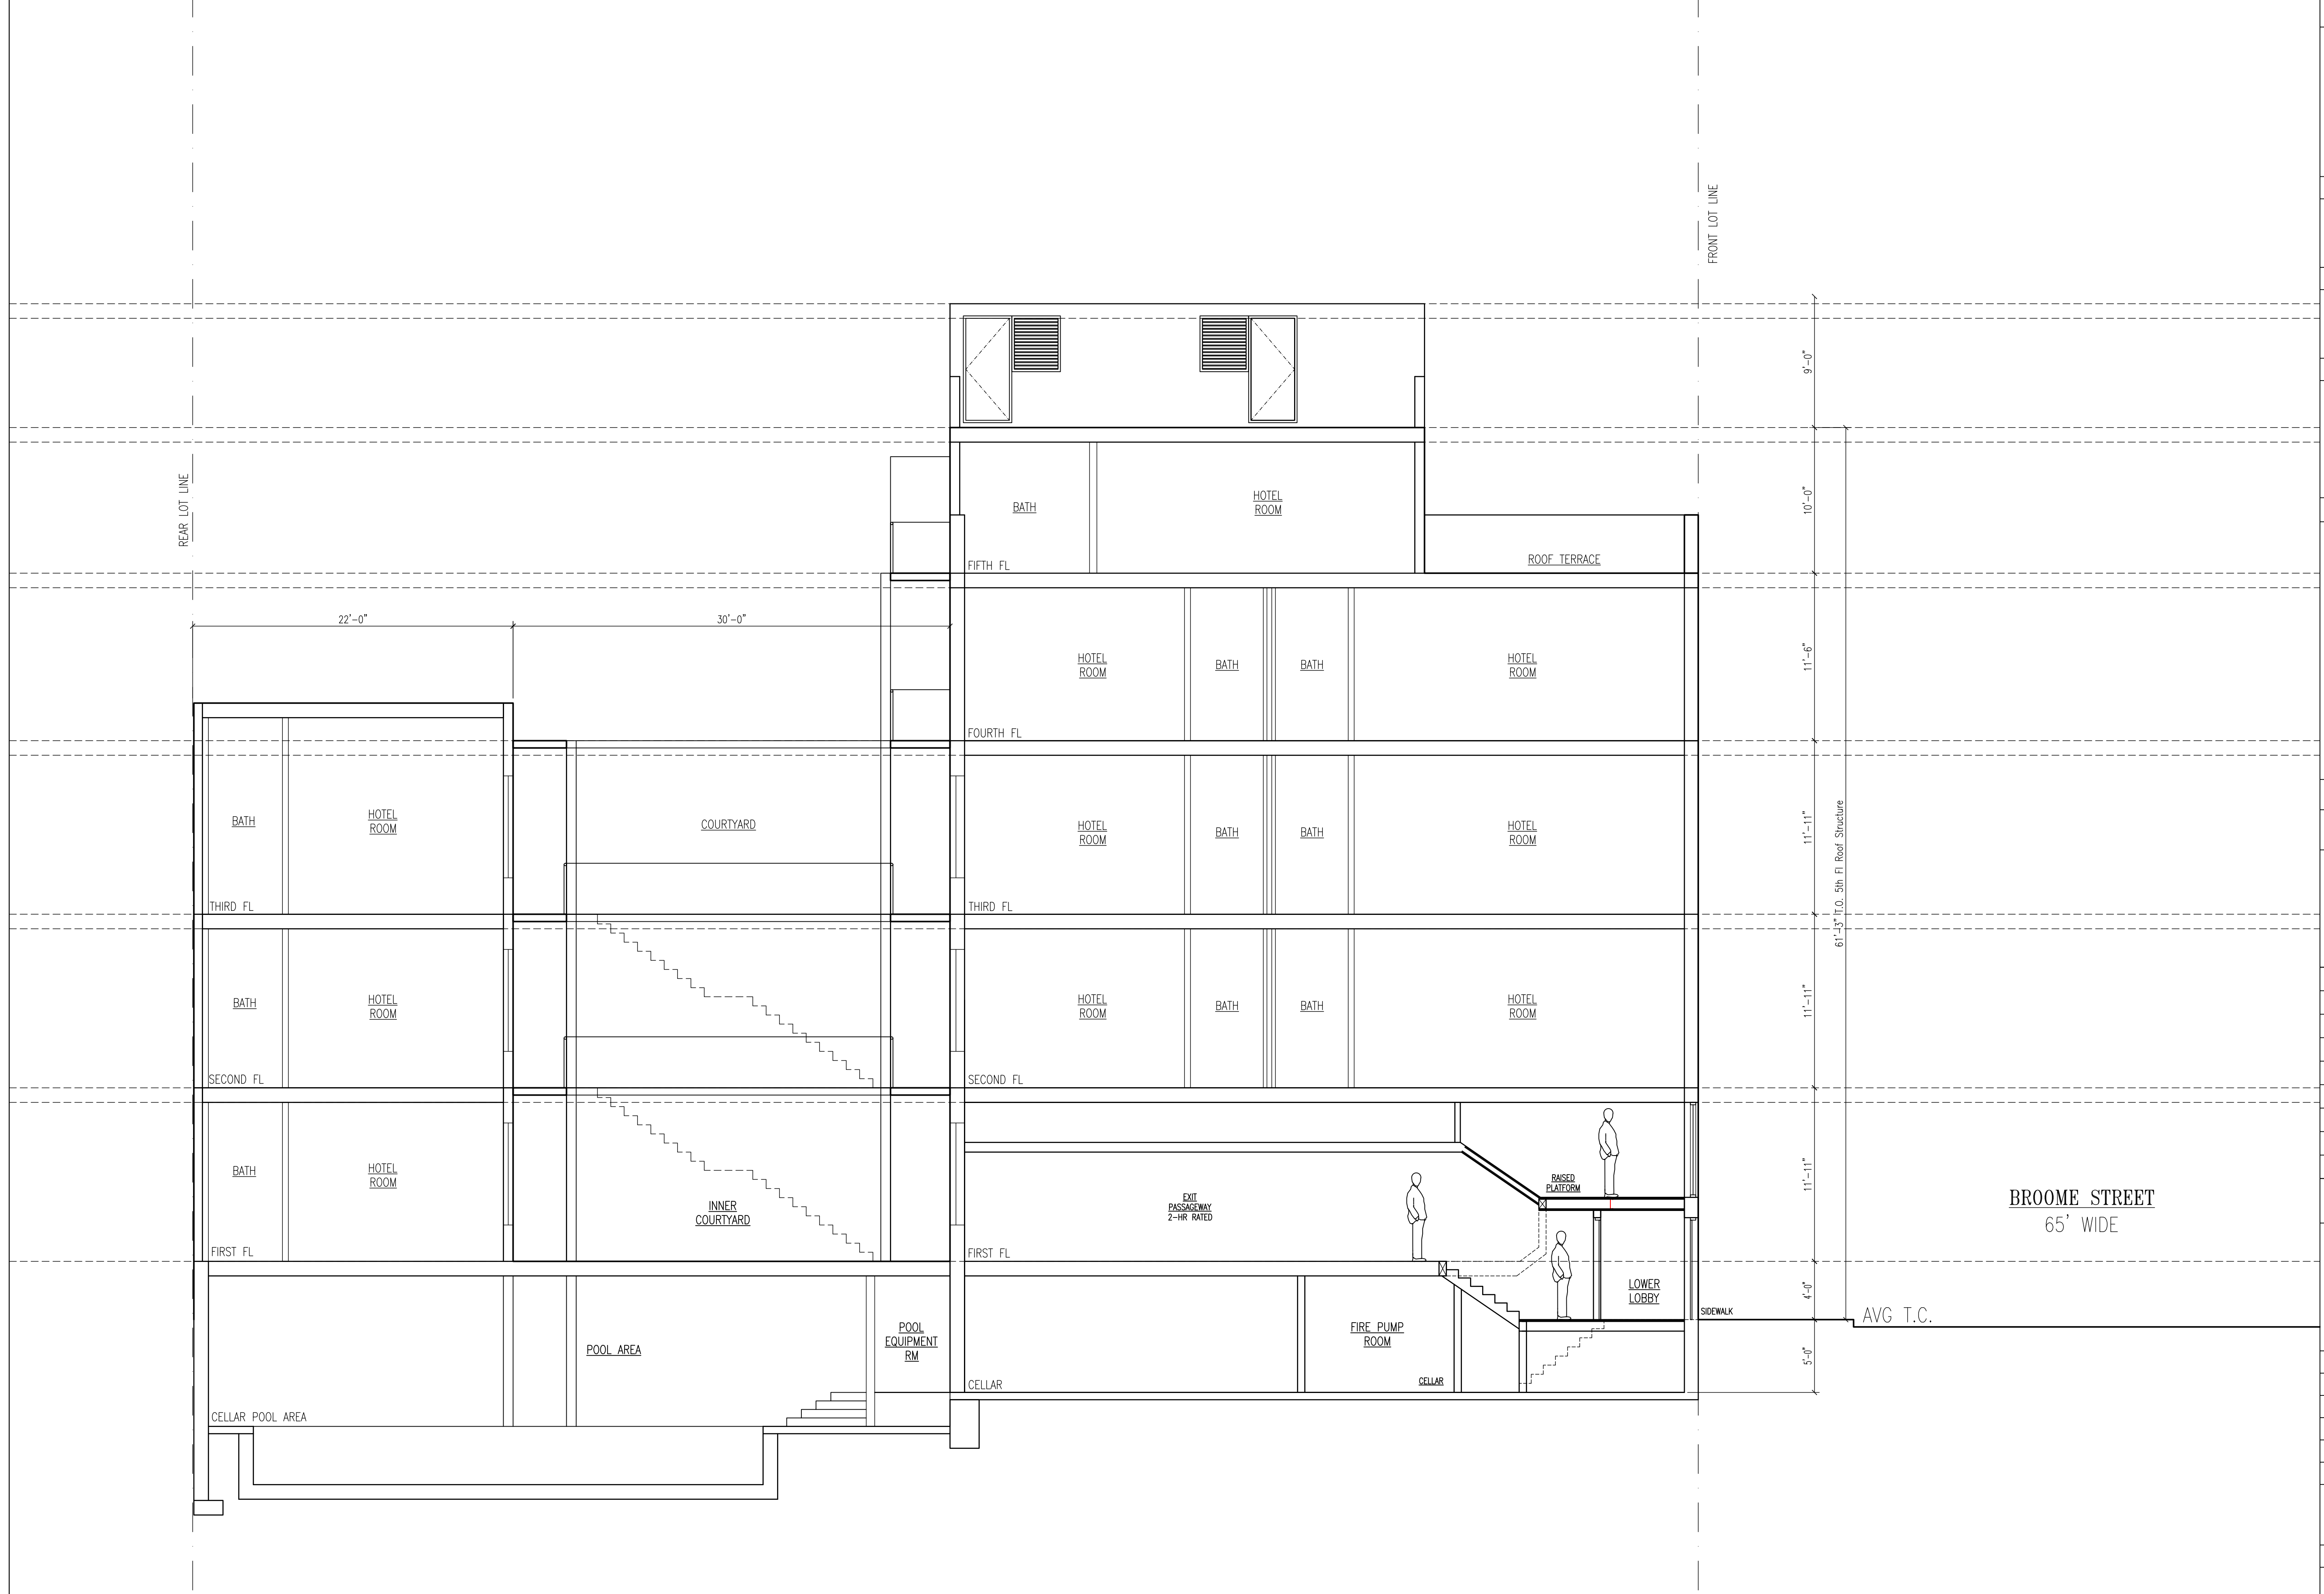 FRONT LOT LINE
9'-0"
REAR LOT LINE
BATH
HOTEL
ROOM
10'-0"
FIFTH FL
ROOF TERRACE
22'-0"
30'-0"
HOTEL
ROOM
BATH
BATH
HOTEL
ROOM
11'-6"
FOURTH FL
BATH
HOTEL
ROOM
COURTYARD
HOTEL
ROOM
BATH
BATH
HOTEL
ROOM
11'-11"
61'-3" T.O. 5th Fl Roof Structure
THIRD FL
THIRD FL
BATH
HOTEL
ROOM
HOTEL
ROOM
BATH
BATH
HOTEL
ROOM
11'-11"
SECOND FL
SECOND FL
BATH
HOTEL
ROOM
INNER
COURTYARD
EXIT
PASSAGEWAY
2-HR RATED
RAISED
PLATFORM
11'-11"
BROOME STREET
65' WIDE
FIRST FL
FIRST FL
LOWER
LOBBY
4'-0"
SIDEWALK
AVG T.C.
POOL AREA
POOL
EQUIPMENT
RM
FIRE PUMP
ROOM
5'-0"
CELLAR
CELLAR
CELLAR POOL AREA